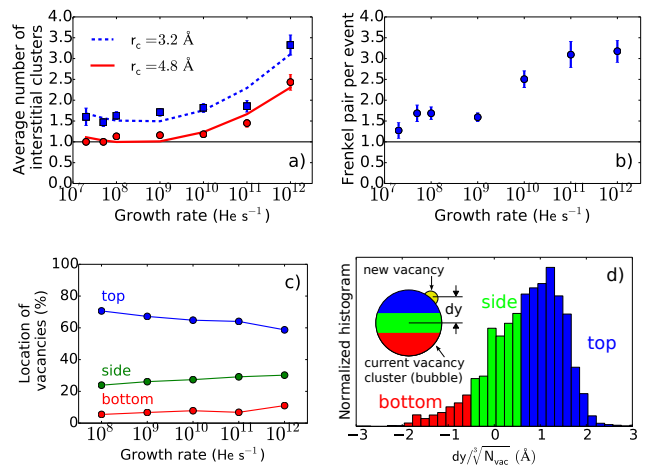 4.0
3.5
3.0
2.5
2.0
1.5
1.0
0.5
0.0
Average number of
interstitial clusters
r_c = 3.2 Å
r_c = 4.8 Å
a)
10^7 10^8 10^9 10^10 10^11 10^12
Growth rate (He s^-1)
4.0
3.5
3.0
2.5
2.0
1.5
1.0
0.5
0.0
Frenkel pair per event
b)
10^7 10^8 10^9 10^10 10^11 10^12
Growth rate (He s^-1)
100
80
60
40
20
0
Location of
vacancies (%)
c)
top
side
bottom
10^8 10^9 10^10 10^11 10^12
Growth rate (He s^-1)
Normalized histogram
d)
new vacancy
dy
side
top
current vacancy
cluster (bubble)
bottom
−3 −2 −1 0 1 2 3
dy/∛N_vac (Å)